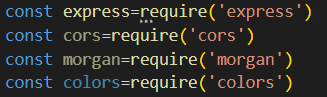 const express=require('express')
const cors=require('cors')
const morgan=require('morgan')
const colors=require('colors')